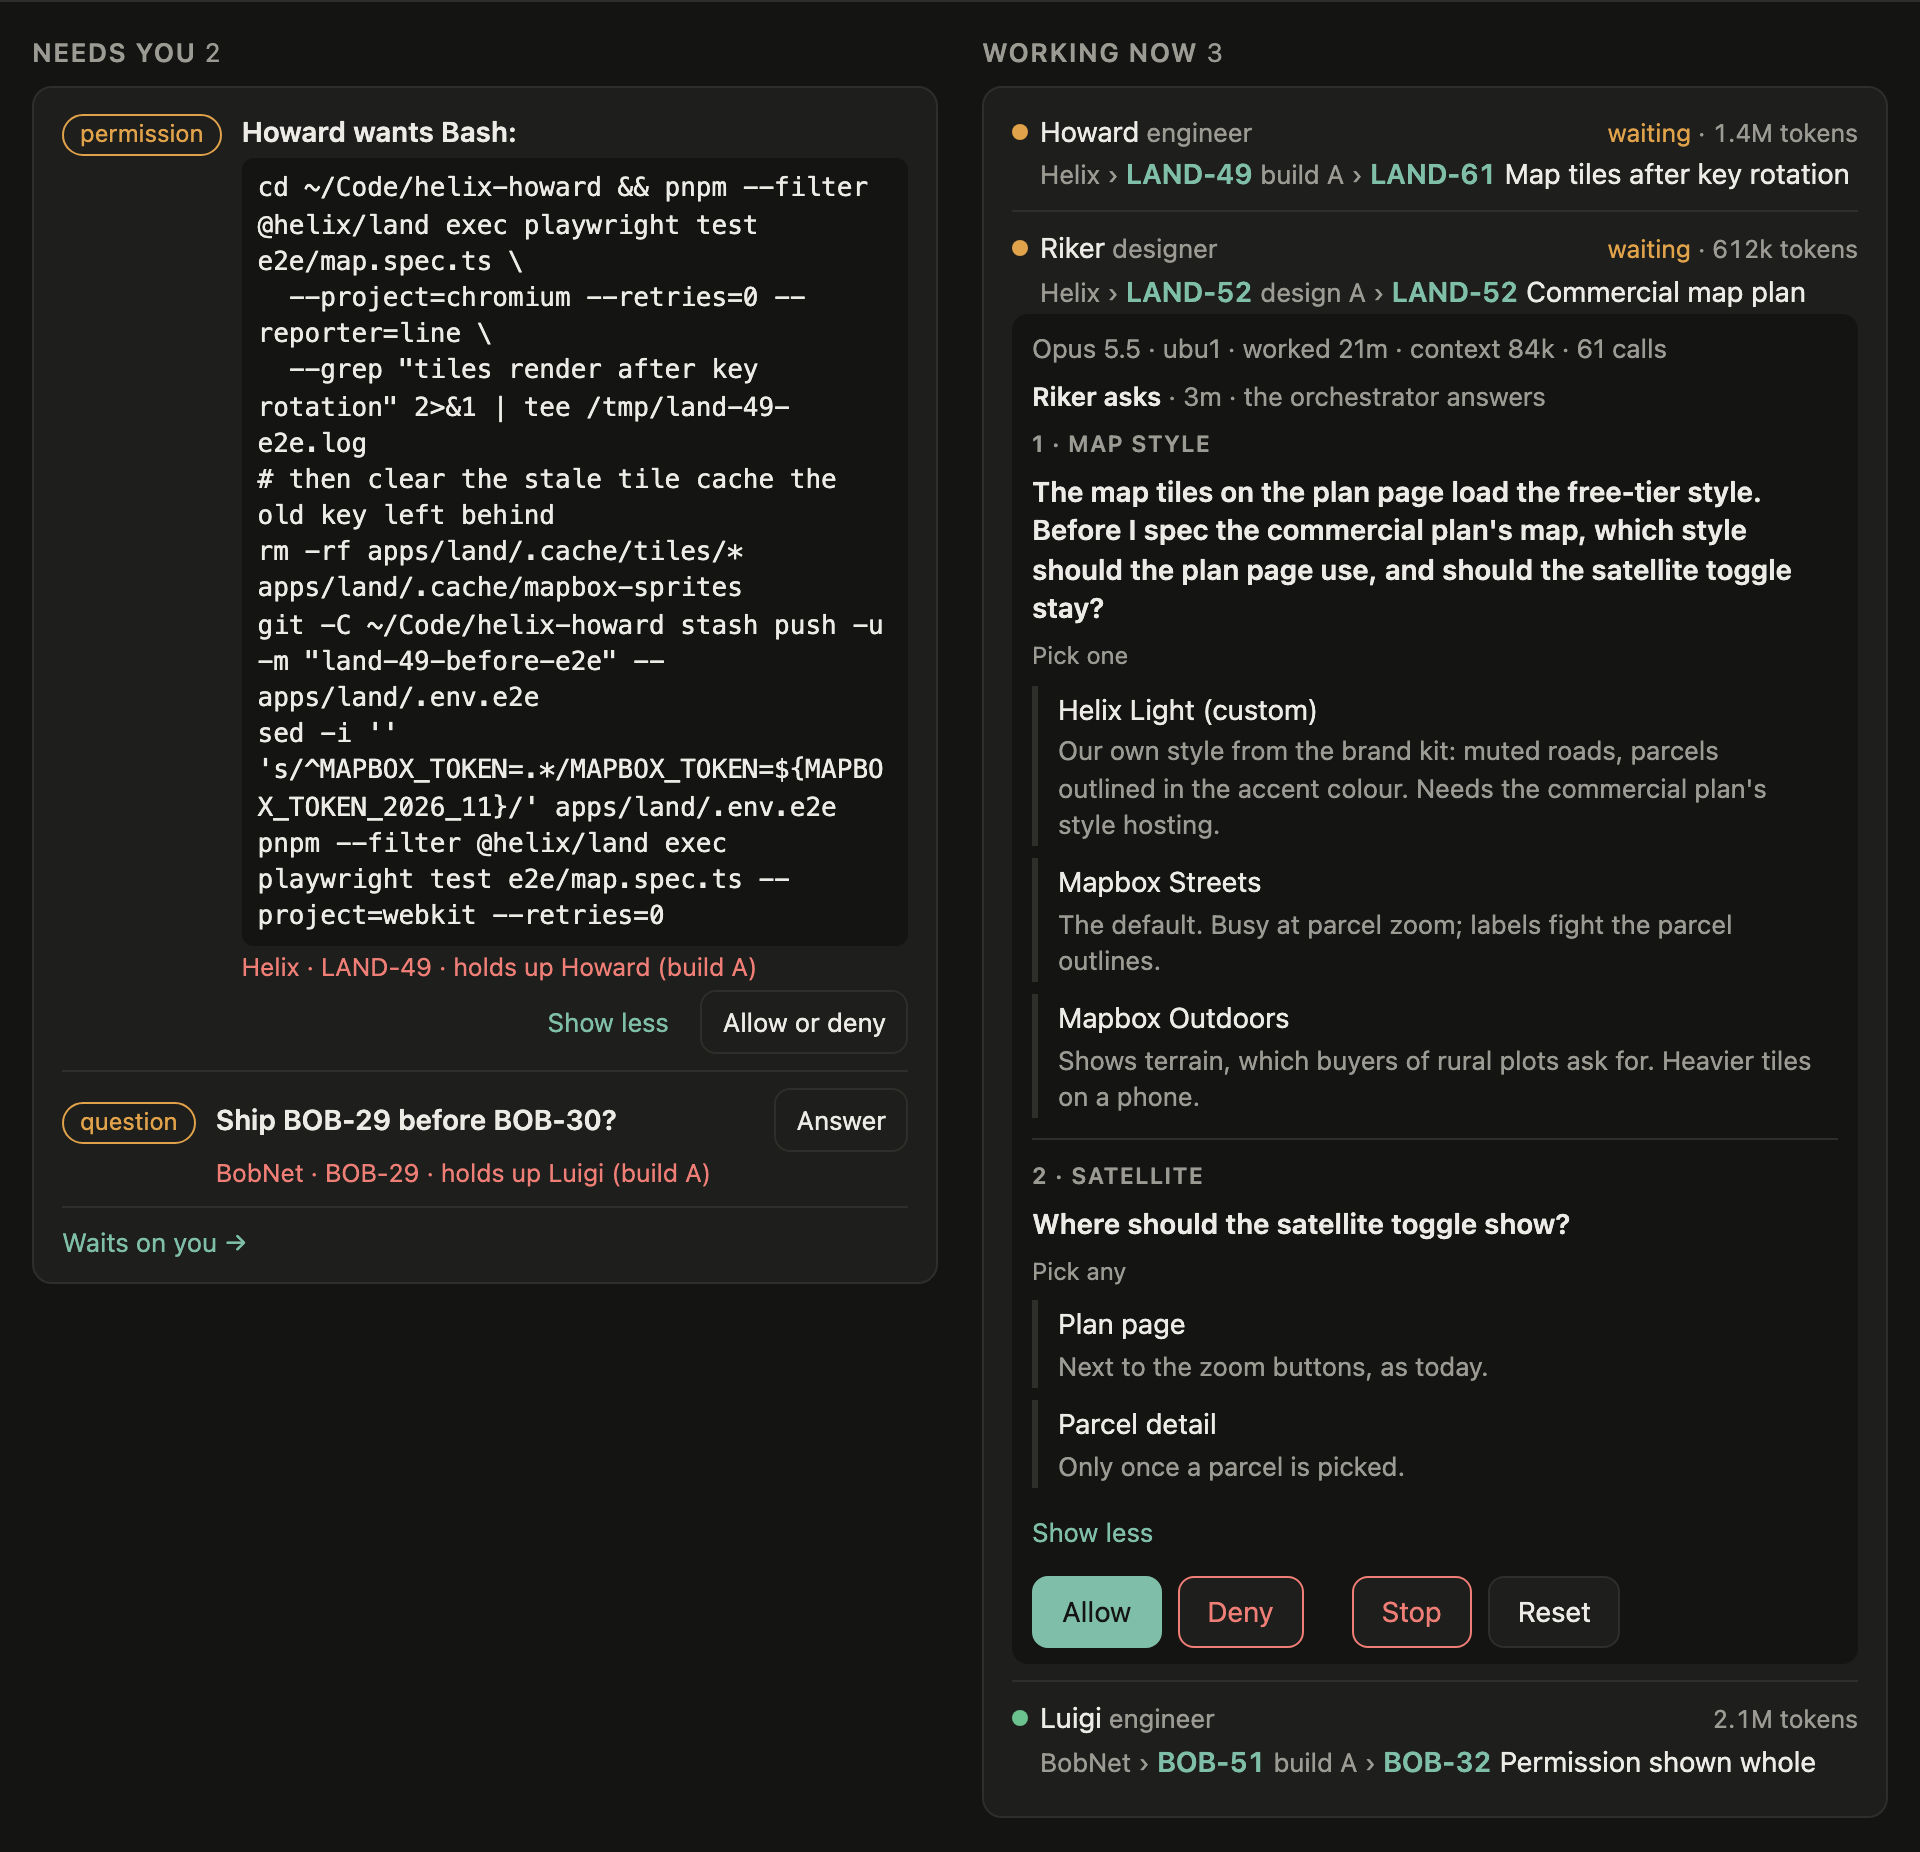 NEEDS YOU 2
permission
Howard wants Bash:
cd ~/Code/helix-howard && pnpm --filter
@helix/land exec playwright test
e2e/map.spec.ts \
  --project=chromium --retries=0 --
reporter=line \
  --grep "tiles render after key
rotation" 2>&1 | tee /tmp/land-49-
e2e.log
# then clear the stale tile cache the
old key left behind
rm -rf apps/land/.cache/tiles/*
apps/land/.cache/mapbox-sprites
git -C ~/Code/helix-howard stash push -u
-m "land-49-before-e2e" --
apps/land/.env.e2e
sed -i ''
's/^MAPBOX_TOKEN=.*/MAPBOX_TOKEN=${MAPBO
X_TOKEN_2026_11}/' apps/land/.env.e2e
pnpm --filter @helix/land exec
playwright test e2e/map.spec.ts --
project=webkit --retries=0
Helix · LAND-49 · holds up Howard (build A)
Show less
Allow or deny
question
Ship BOB-29 before BOB-30?
Answer
BobNet · BOB-29 · holds up Luigi (build A)
Waits on you →
WORKING NOW 3
Howard engineer
waiting · 1.4M tokens
Helix › LAND-49 build A › LAND-61 Map tiles after key rotation
Riker designer
waiting · 612k tokens
Helix › LAND-52 design A › LAND-52 Commercial map plan
Opus 5.5 · ubu1 · worked 21m · context 84k · 61 calls
Riker asks · 3m · the orchestrator answers
1 · MAP STYLE
The map tiles on the plan page load the free-tier style.
Before I spec the commercial plan's map, which style
should the plan page use, and should the satellite toggle
stay?
Pick one
Helix Light (custom)
Our own style from the brand kit: muted roads, parcels
outlined in the accent colour. Needs the commercial plan's
style hosting.
Mapbox Streets
The default. Busy at parcel zoom; labels fight the parcel
outlines.
Mapbox Outdoors
Shows terrain, which buyers of rural plots ask for. Heavier tiles
on a phone.
2 · SATELLITE
Where should the satellite toggle show?
Pick any
Plan page
Next to the zoom buttons, as today.
Parcel detail
Only once a parcel is picked.
Show less
Allow
Deny
Stop
Reset
Luigi engineer
2.1M tokens
BobNet › BOB-51 build A › BOB-32 Permission shown whole